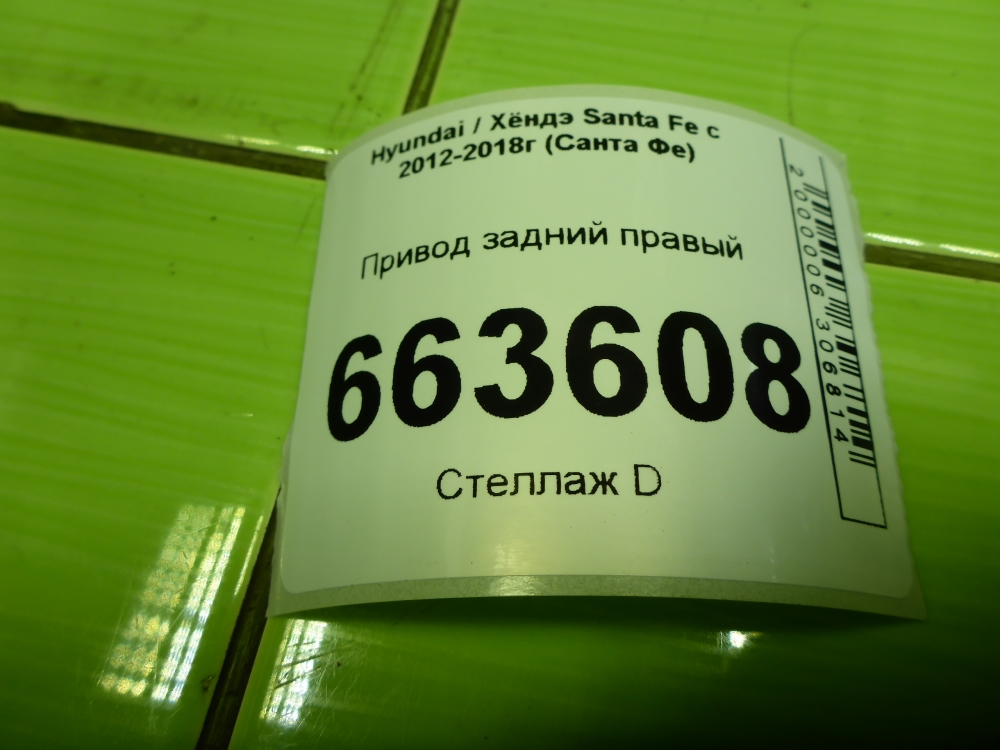 Hyundai / Хёндэ Santa Fe с
2012-2018г (Санта Фе)
Привод задний правый
663608
Стеллаж D
2000006306814